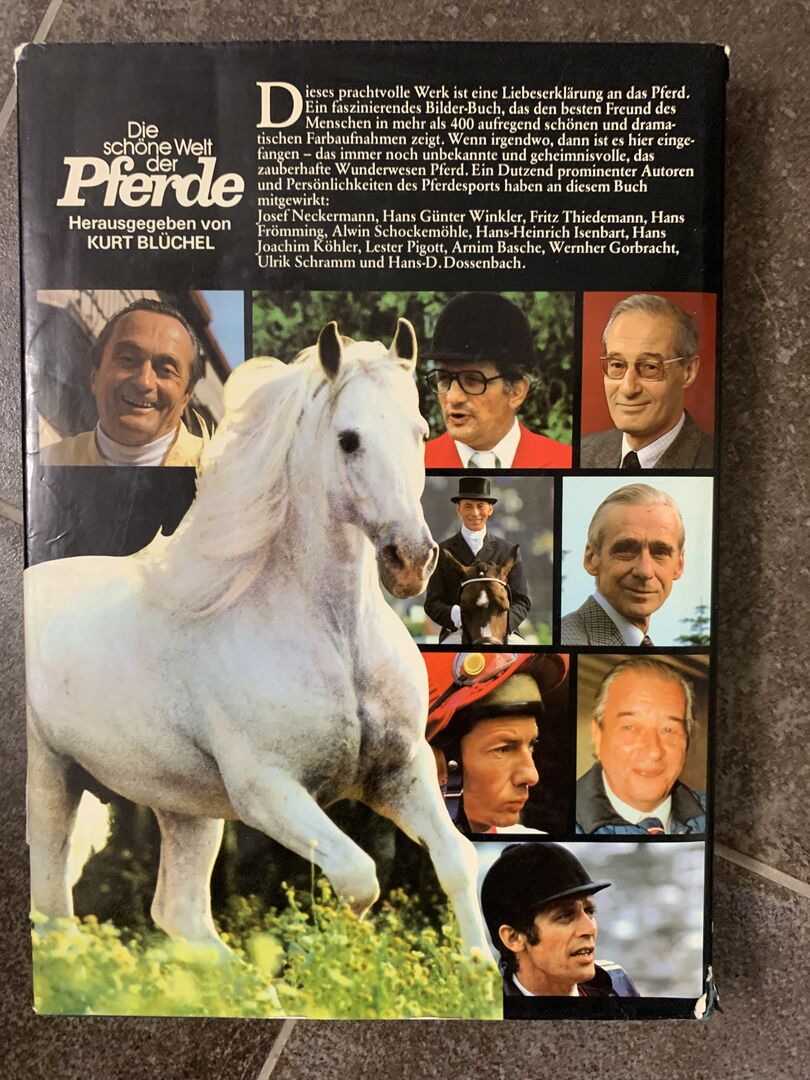 Die
schöne Welt
der
Pferde
Herausgegeben von
KURT BLÜCHEL
Dieses prachtvolle Werk ist eine Liebeserklärung an das Pferd.
Ein faszinierendes Bilder-Buch, das den besten Freund des
Menschen in mehr als 400 aufregend schönen und drama-
tischen Farbaufnahmen zeigt. Wenn irgendwo, dann ist es hier einge-
fangen – das immer noch unbekannte und geheimnisvolle, das
zauberhafte Wunderwesen Pferd. Ein Dutzend prominenter Autoren
und Persönlichkeiten des Pferdesports haben an diesem Buch
mitgewirkt:
Josef Neckermann, Hans Günter Winkler, Fritz Thiedemann, Hans
Frömming, Alwin Schockemöhle, Hans-Heinrich Isenbart, Hans
Joachim Köhler, Lester Pigott, Arnim Basche, Wernher Gorbracht,
Ulrik Schramm und Hans-D. Dossenbach.